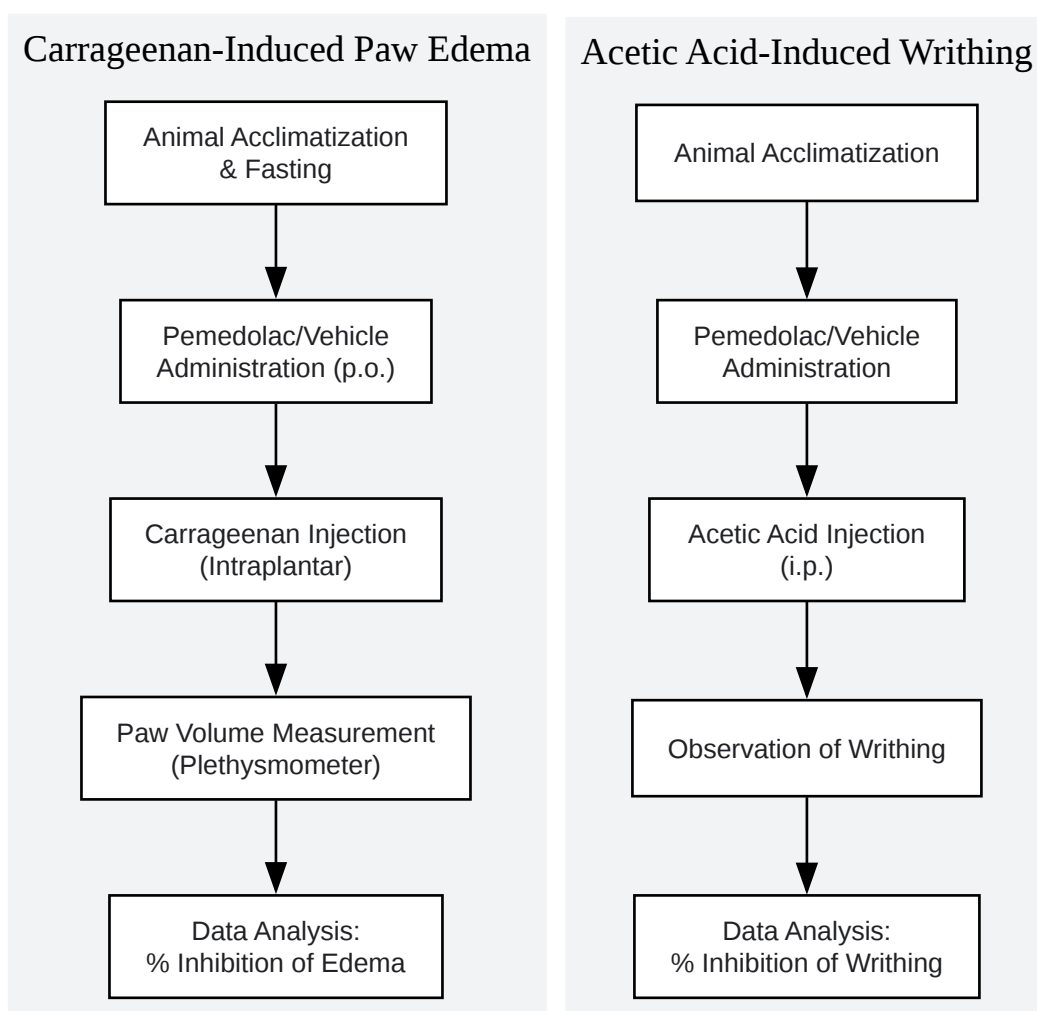 Carrageenan-Induced Paw Edema
Animal Acclimatization
& Fasting
Pemedolac/Vehicle
Administration (p.o.)
Carrageenan Injection
(Intraplantar)
Paw Volume Measurement
(Plethysmometer)
Data Analysis:
% Inhibition of Edema
Acetic Acid-Induced Writhing
Animal Acclimatization
Pemedolac/Vehicle
Administration
Acetic Acid Injection
(i.p.)
Observation of Writhing
Data Analysis:
% Inhibition of Writhing